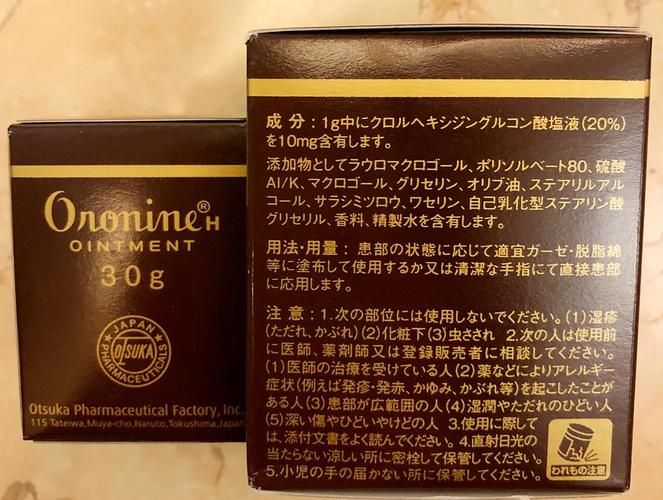 Oronine® H
OINTMENT
30g
JAPAN
OTSUKA
PHARMACEUTICALS
Otsuka Pharmaceutical Factory, Inc.
115 Tateiwa,Muya-cho,Naruto,Tokushima,Japan
成 分 : 1g中にクロルヘキシジングルコン酸塩液(20%)
を10mg含有します。
添加物としてラウロマクロゴール、ポリソルベート80、硫酸
Al/K、マクロゴール、グリセリン、オリブ油、ステアリルアル
コール、サラシミツロウ、ワセリン、自己乳化型ステアリン酸
グリセリル、香料、精製水を含有します。
用法・用量 : 患部の状態に応じて適宜ガーゼ・脱脂綿
等に塗布して使用するか又は清潔な手指にて直接患部
に応用します。
注 意 : 1.次の部位には使用しないでください。(1)湿疹
(ただれ、かぶれ)(2)化粧下(3)虫さされ 2.次の人は使用前
に医師、薬剤師又は登録販売者に相談してください。
(1)医師の治療を受けている人(2)薬などによりアレルギー
症状(例えば発疹・発赤、かゆみ、かぶれ等)を起こしたことが
ある人(3)患部が広範囲の人(4)湿潤やただれのひどい人
(5)深い傷やひどいやけどの人 3.使用に際して
は、添付文書をよく読んでください。4.直射日光の
当たらない涼しい所に密栓して保管してください。
5.小児の手の届かない所に保管してください。
われもの注意